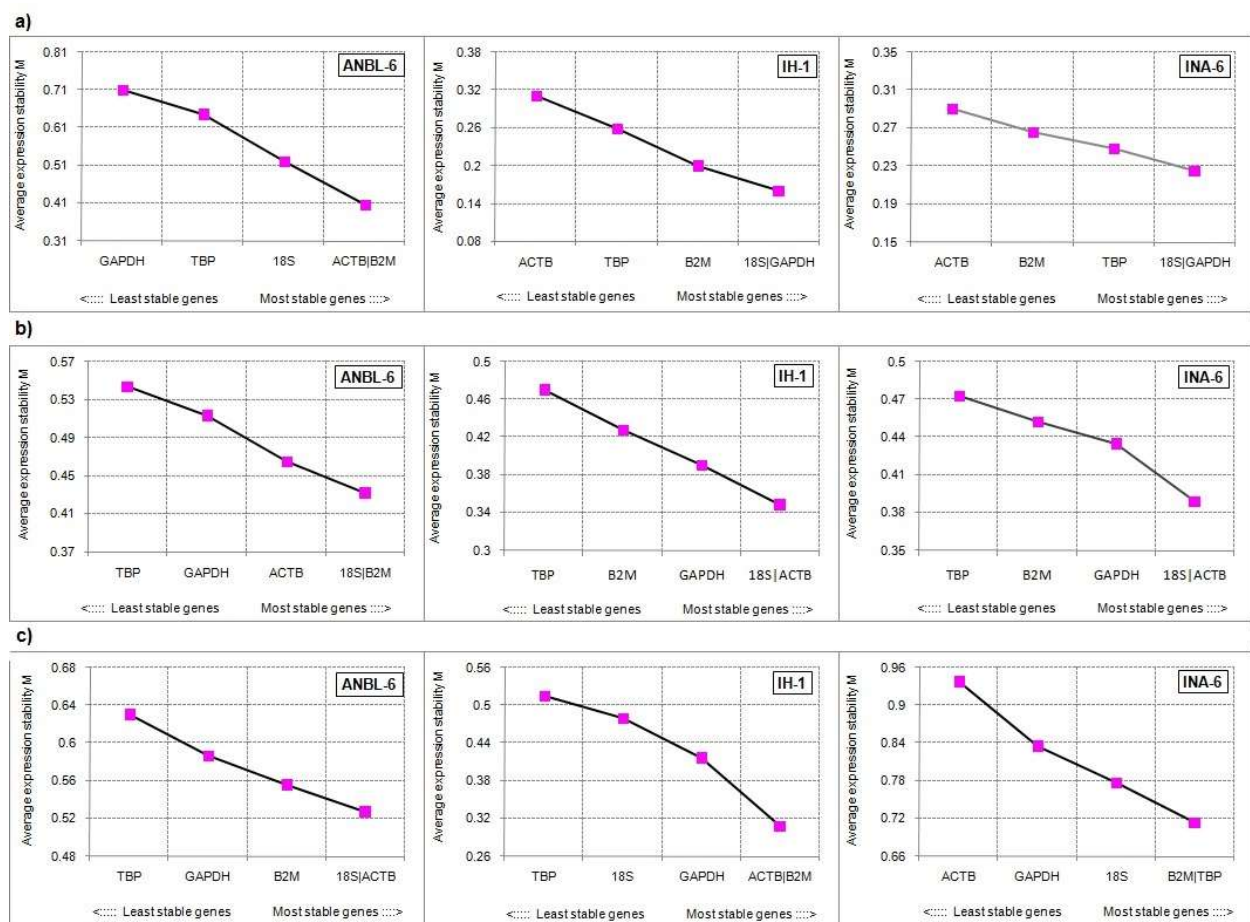 a)
Average expression stability M
0.81
0.71
0.61
0.51
0.41
0.31
ANBL-6
GAPDH TBP 18S ACTB|B2M
<::::: Least stable genes Most stable genes ::::>
Average expression stability M
0.38
0.32
0.26
0.2
0.14
0.08
IH-1
ACTB TBP B2M 18S|GAPDH
<::::: Least stable genes Most stable genes ::::>
Average expression stability M
0.35
0.31
0.27
0.23
0.19
0.15
INA-6
ACTB B2M TBP 18S|GAPDH
<::::: Least stable genes Most stable genes ::::>
b)
Average expression stability M
0.57
0.53
0.49
0.45
0.41
0.37
ANBL-6
TBP GAPDH ACTB 18S|B2M
<::::: Least stable genes Most stable genes ::::>
Average expression stability M
0.5
0.46
0.42
0.38
0.34
0.3
IH-1
TBP B2M GAPDH 18S|ACTB
<::::: Least stable genes Most stable genes ::::>
Average expression stability M
0.5
0.47
0.44
0.41
0.38
0.35
INA-6
TBP B2M GAPDH 18S|ACTB
<::::: Least stable genes Most stable genes ::::>
c)
Average expression stability M
0.68
0.64
0.6
0.56
0.52
0.48
ANBL-6
TBP GAPDH B2M 18S|ACTB
<::::: Least stable genes Most stable genes ::::>
Average expression stability M
0.56
0.5
0.44
0.38
0.32
0.26
IH-1
TBP 18S GAPDH ACTB|B2M
<::::: Least stable genes Most stable genes ::::>
Average expression stability M
0.96
0.9
0.84
0.78
0.72
0.66
INA-6
ACTB GAPDH 18S B2M|TBP
<::::: Least stable genes Most stable genes ::::>